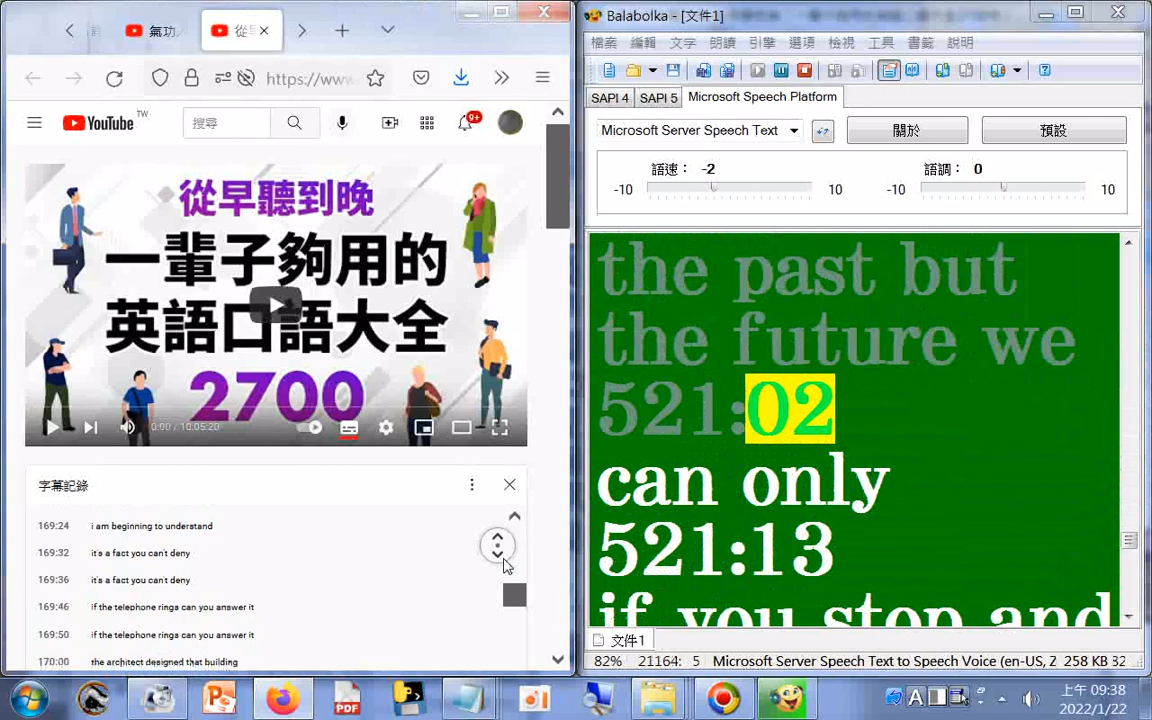 氣功
從
https://www
YouTube TW
搜尋
9+
從早聽到晚
一輩子夠用的
英語口語大全
2700
0:00 / 10:05:20
字幕記錄
169:24 i am beginning to understand
169:32 it's a fact you can't deny
169:36 it's a fact you can't deny
169:46 if the telephone rings can you answer it
169:50 if the telephone rings can you answer it
170:00 the architect designed that building
Balabolka - [文件1]
檔案 編輯 文字 朗讀 引擎 選項 檢視 工具 書籤 說明
SAPI 4 SAPI 5 Microsoft Speech Platform
Microsoft Server Speech Text 關於 預設
語速： -2 語調： 0
-10 10 -10 10
the past but
the future we
521:02
can only
521:13
if you stop and
文件1
82% 21164: 5 Microsoft Server Speech Text to Speech Voice (en-US, Z 258 KB 32
PDF
A
上午 09:38
2022/1/22